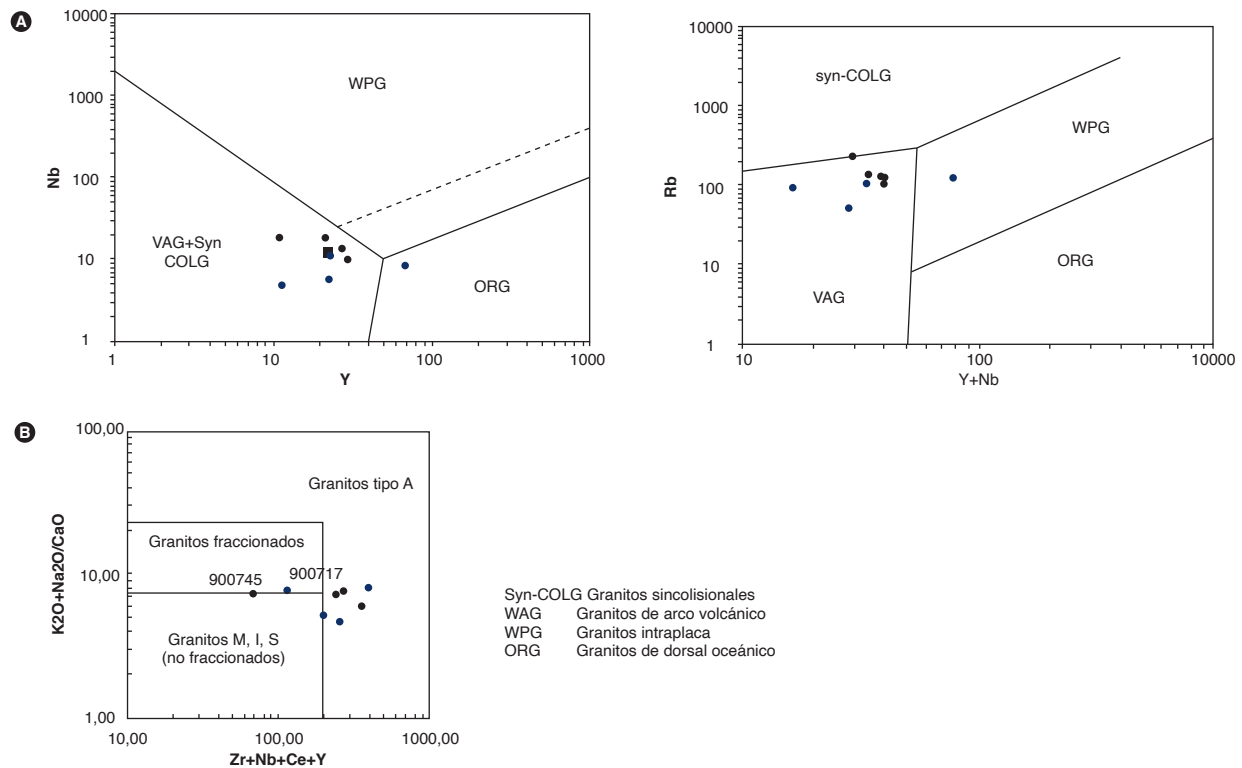 A
10000
1000
100
10
1
Nb
WPG
VAG+Syn
COLG
ORG
1
10
100
1000
Y
10000
1000
100
10
1
Rb
syn-COLG
WPG
ORG
VAG
10
100
10000
Y+Nb
B
100,00
10,00
1,00
K2O+Na2O/CaO
Granitos tipo A
Granitos fraccionados
900745
900717
Granitos M, I, S
(no fraccionados)
10,00
100,00
1000,00
Zr+Nb+Ce+Y
Syn-COLG Granitos sincolisionales
WAG Granitos de arco volcánico
WPG Granitos intraplaca
ORG Granitos de dorsal oceánico